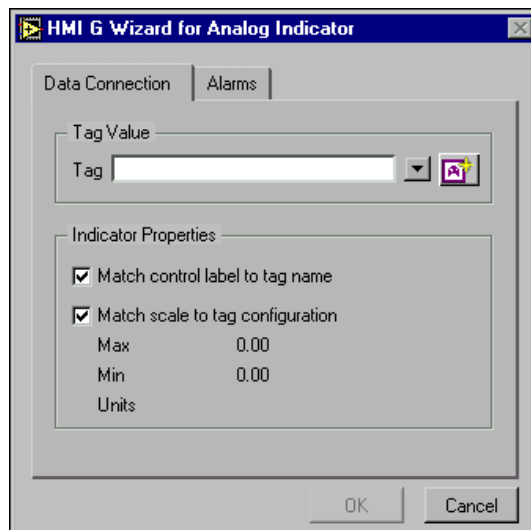 HMI G Wizard for Analog Indicator
Data Connection Alarms
Tag Value
Tag
Indicator Properties
Match control label to tag name
Match scale to tag configuration
Max 0.00
Min 0.00
Units
OK Cancel